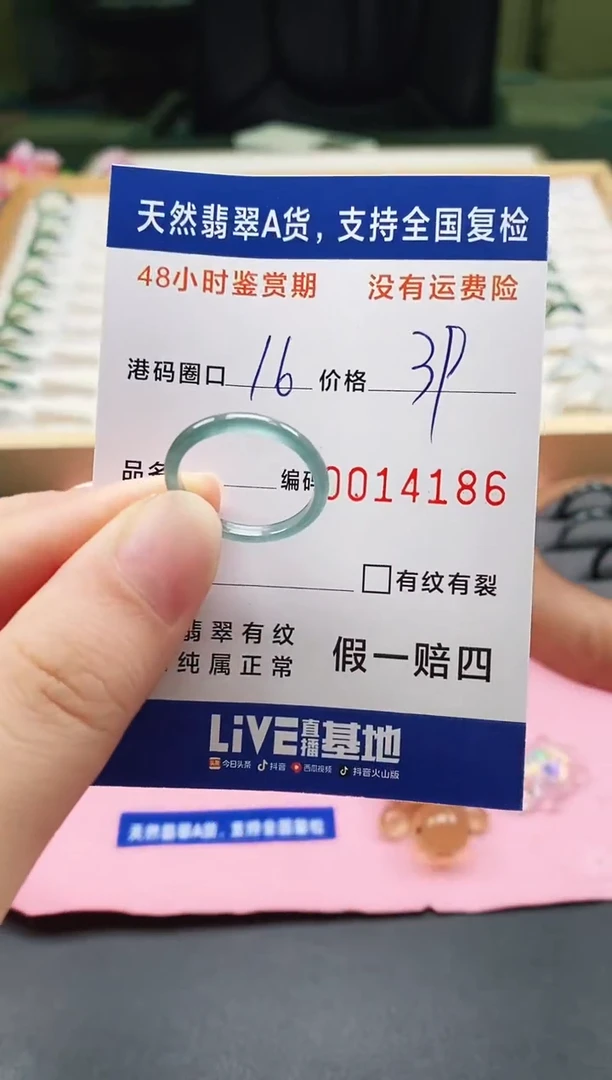 天然翡翠A货，支持全国复检
48小时鉴赏期 没有运费险
港码圈口 16 价格 3P
品名 编码 0014186
有纹有裂
翡翠有纹
纯属正常 假一赔四
LiVE直播基地
今日头条 抖音 西瓜视频 抖音火山版
天然翡翠A货，支持全国复检